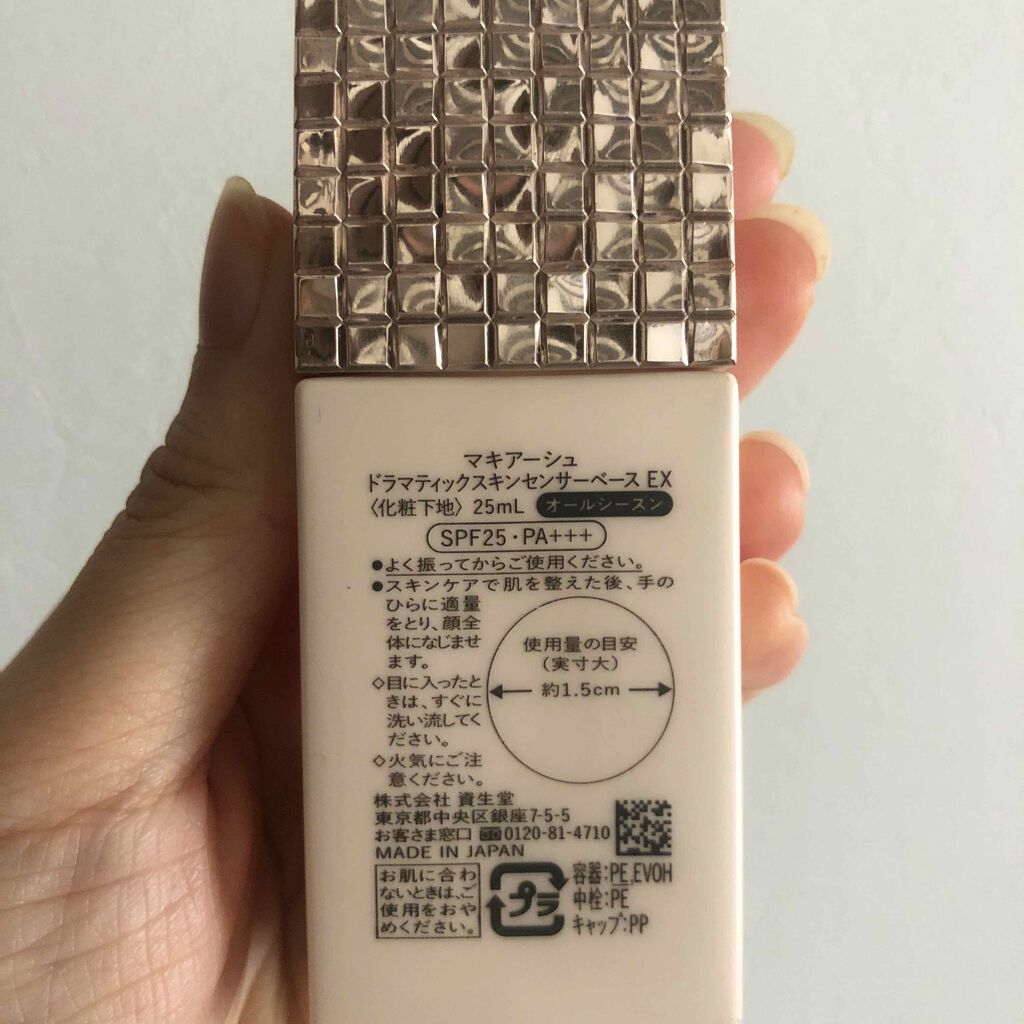 マキアージュ
ドラマティックスキンセンサーベース EX
〈化粧下地〉 25mL オールシーズン
SPF25・PA+++
●よく振ってからご使用ください。
●スキンケアで肌を整えた後、手の
ひらに適量
をとり、顔全
体になじませ
ます。
◇目に入ったと
きは、すぐに
洗い流してく
ださい。
◇火気にご注
意ください。
使用量の目安
(実寸大)
約1.5cm
株式会社 資生堂
東京都中央区銀座7-5-5
お客さま窓口 0120-81-4710
MADE IN JAPAN
お肌に合わ
ないときは、ご
使用をおや
めください。
プラ
容器:PE,EVOH
中栓:PE
キャップ:PP